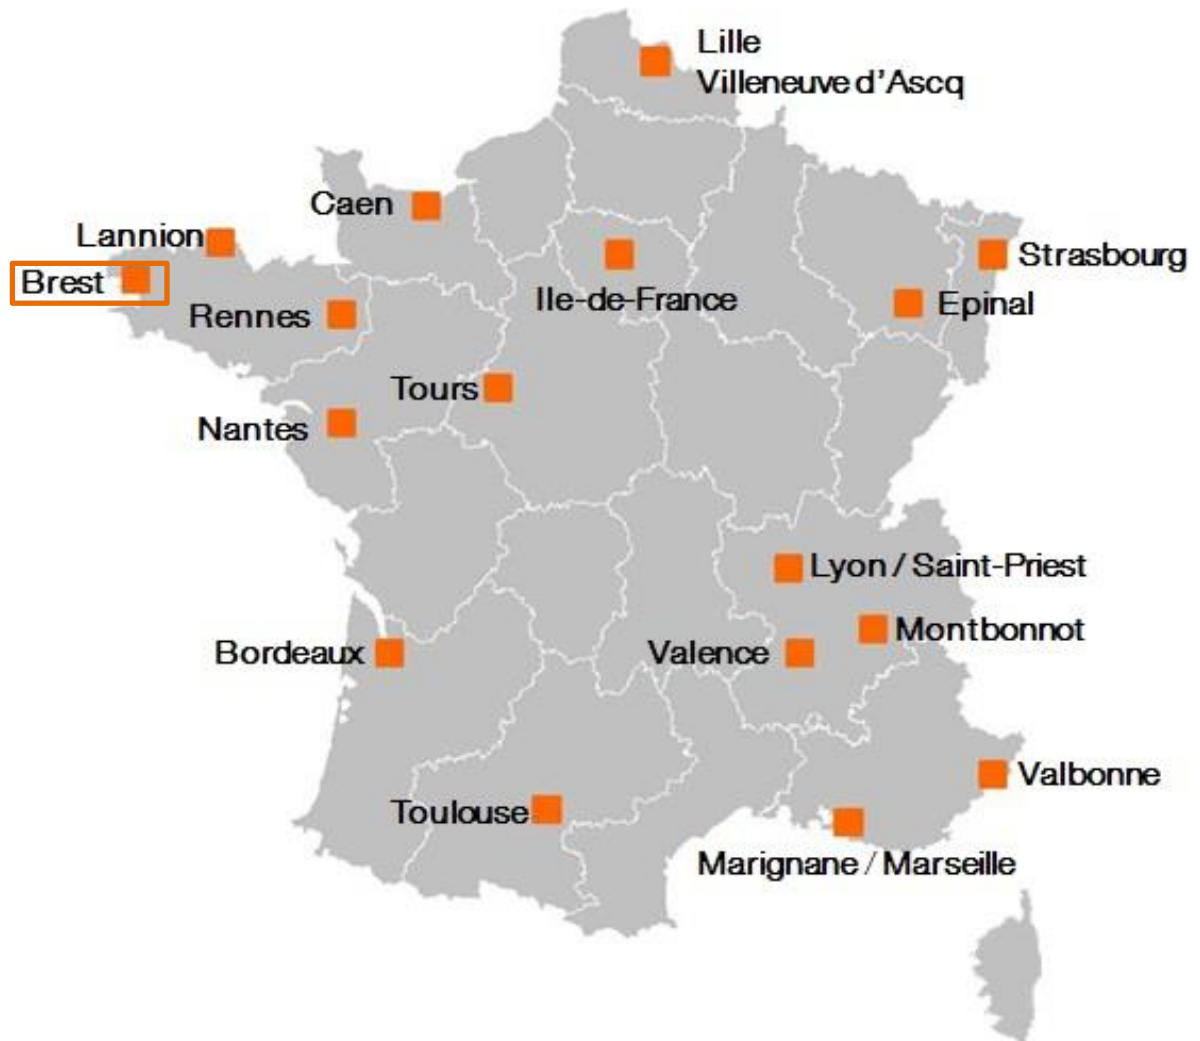 Lille
Villeneuve d'Ascq
Caen
Lannion
Strasbourg
Brest
Ile-de-France
Epinal
Rennes
Tours
Nantes
Lyon / Saint-Priest
Montbonnot
Bordeaux
Valence
Valbonne
Toulouse
Marignane / Marseille